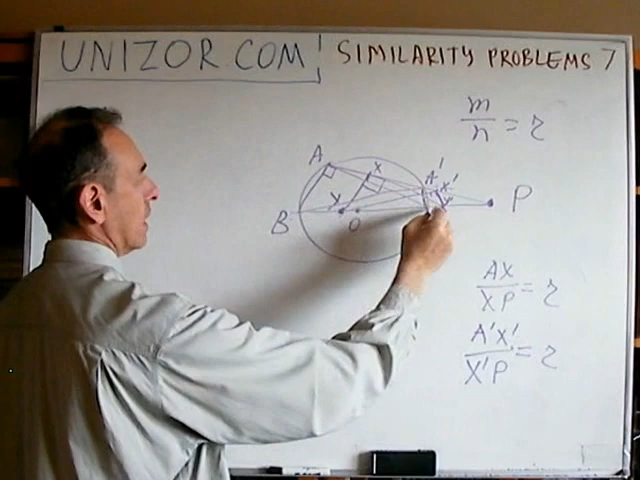 UNIZOR.COM
SIMILARITY PROBLEMS 7
m
n = r
A
X
A'
X'
Y
O
B
P
AX
XP = r
A'X'
X'P = r